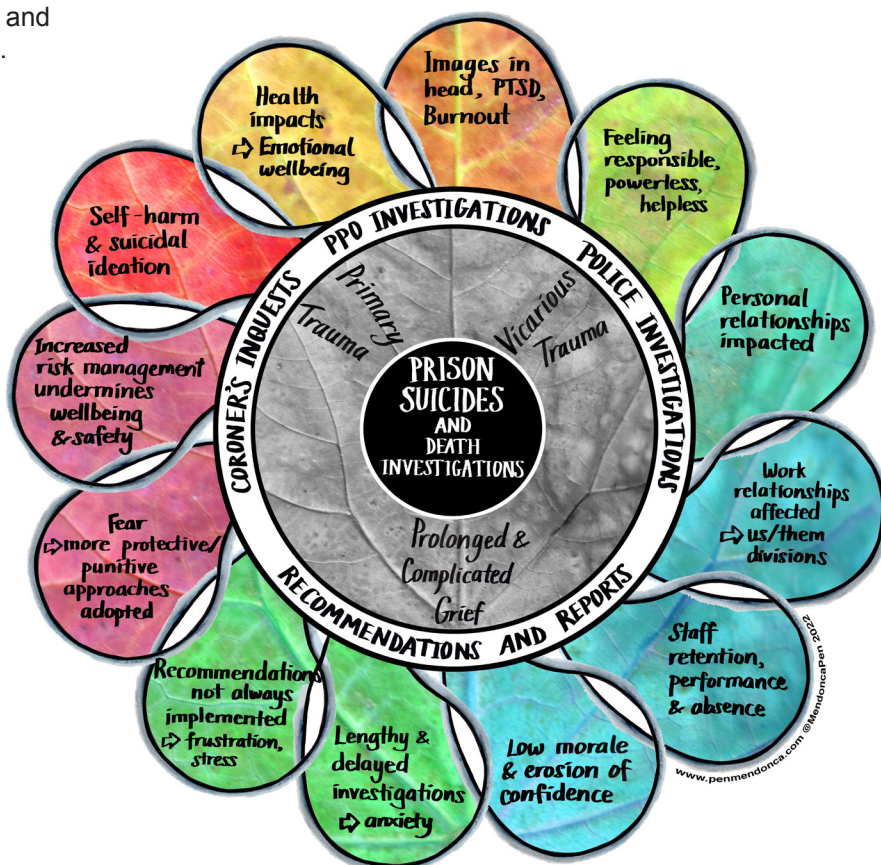 and
.
Images in
head, PTSD,
Burnout
Health
impacts
⇨ Emotional
wellbeing
Feeling
responsible,
powerless,
helpless
Self-harm
& suicidal
ideation
Personal
relationships
impacted
Increased
risk management
undermines
wellbeing
& safety
Work
relationships
affected
⇨ us/them
divisions
Fear
⇨ more protective/
punitive
approaches
adopted
Staff
retention,
performance
& absence
Recommendations
not always
implemented
⇨ frustration,
stress
Lengthy &
delayed
investigations
⇨ anxiety
Low morale
& erosion of
confidence
CORONER'S INQUESTS
PPO INVESTIGATIONS
POLICE INVESTIGATIONS
RECOMMENDATIONS AND REPORTS
Primary
Trauma
Vicarious
Trauma
PRISON
SUICIDES
AND
DEATH
INVESTIGATIONS
Prolonged &
Complicated
Grief
www.penmendonca.com @MendoncaPen 2022